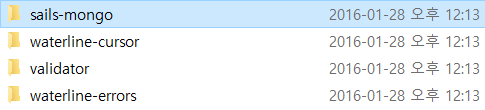 sails-mongo 2016-01-28 오후 12:13
waterline-cursor 2016-01-28 오후 12:13
validator 2016-01-28 오후 12:13
waterline-errors 2016-01-28 오후 12:13